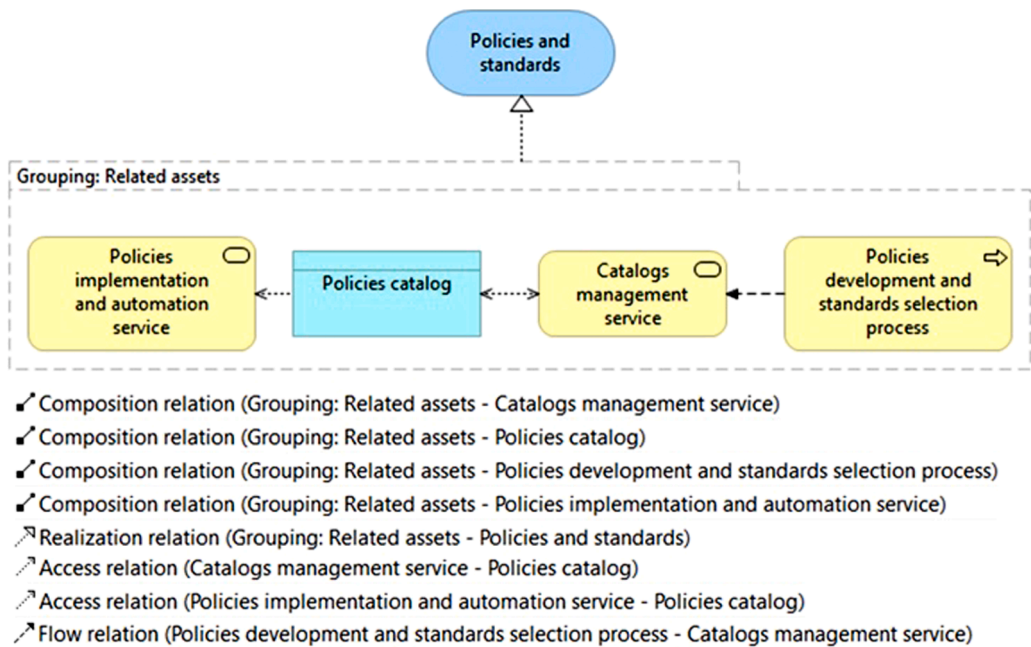 Policies and
standards
Grouping: Related assets
Policies
implementation
and automation
service
Policies catalog
Catalogs
management
service
Policies
development and
standards selection
process
Composition relation (Grouping: Related assets - Catalogs management service)
Composition relation (Grouping: Related assets - Policies catalog)
Composition relation (Grouping: Related assets - Policies development and standards selection process)
Composition relation (Grouping: Related assets - Policies implementation and automation service)
Realization relation (Grouping: Related assets - Policies and standards)
Access relation (Catalogs management service - Policies catalog)
Access relation (Policies implementation and automation service - Policies catalog)
Flow relation (Policies development and standards selection process - Catalogs management service)